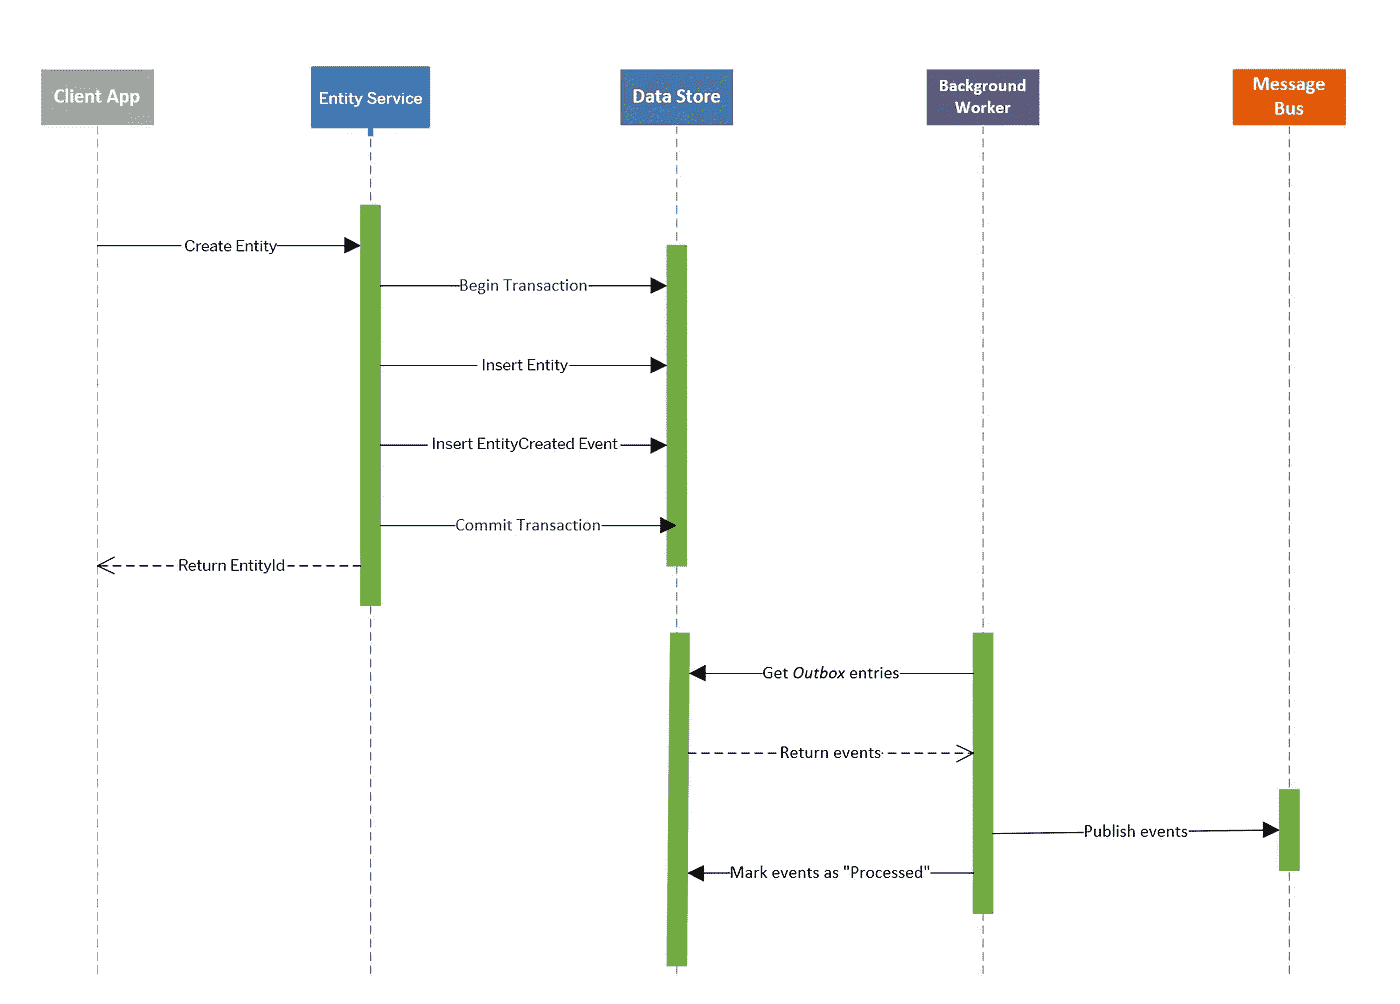 Client App
Entity Service
Data Store
Background
Worker
Message
Bus
Create Entity
Begin Transaction
Insert Entity
Insert EntityCreated Event
Commit Transaction
Return EntityId
Get Outbox entries
Return events
Publish events
Mark events as "Processed"